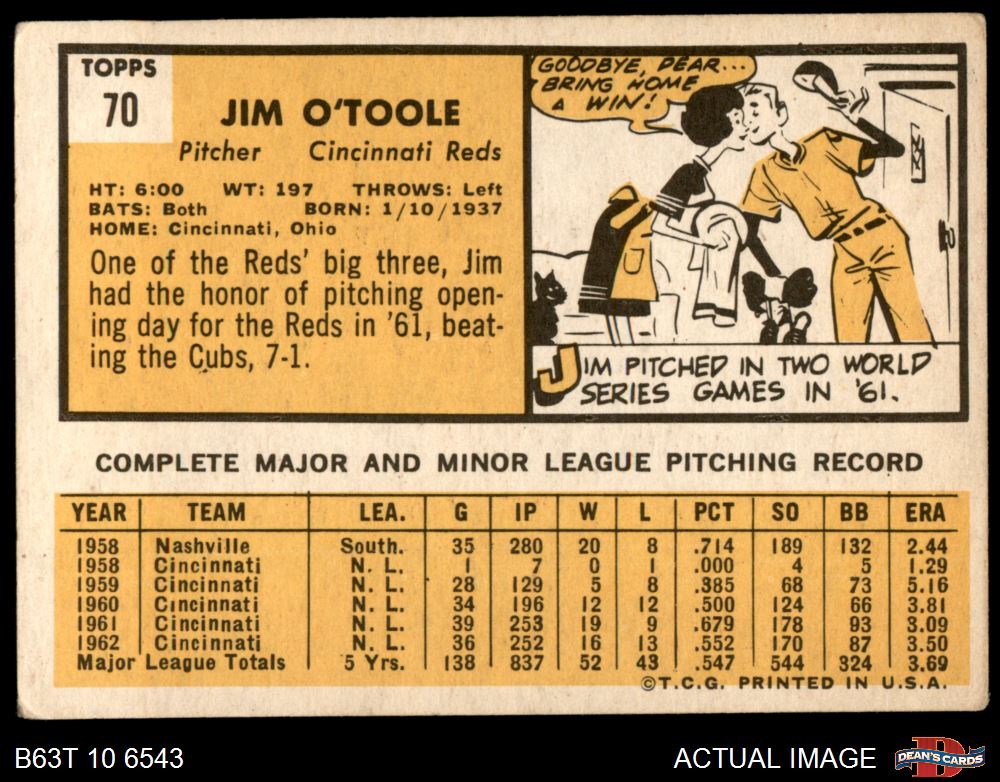 TOPPS
70
JIM O'TOOLE
Pitcher Cincinnati Reds
HT: 6:00 WT: 197 THROWS: Left
BATS: Both BORN: 1/10/1937
HOME: Cincinnati, Ohio
One of the Reds' big three, Jim
had the honor of pitching open-
ing day for the Reds in '61, beat-
ing the Cubs, 7-1.
GOODBYE, DEAR...
BRING HOME
A WIN!
JIM PITCHED IN TWO WORLD
SERIES GAMES IN '61.
COMPLETE MAJOR AND MINOR LEAGUE PITCHING RECORD
YEAR TEAM LEA. G IP W L PCT SO BB ERA
1958 Nashville South. 35 280 20 8 .714 189 132 2.44
1958 Cincinnati N. L. 1 7 0 1 .000 4 5 1.29
1959 Cincinnati N. L. 28 129 5 8 .385 68 73 5.16
1960 Cincinnati N. L. 34 196 12 12 .500 124 66 3.81
1961 Cincinnati N. L. 39 253 19 9 .679 178 93 3.09
1962 Cincinnati N. L. 36 252 16 13 .552 170 87 3.50
Major League Totals 5 Yrs. 138 837 52 43 .547 544 324 3.69
©T.C.G. PRINTED IN U.S.A.
B63T 10 6543 ACTUAL IMAGE DEAN'S CARDS